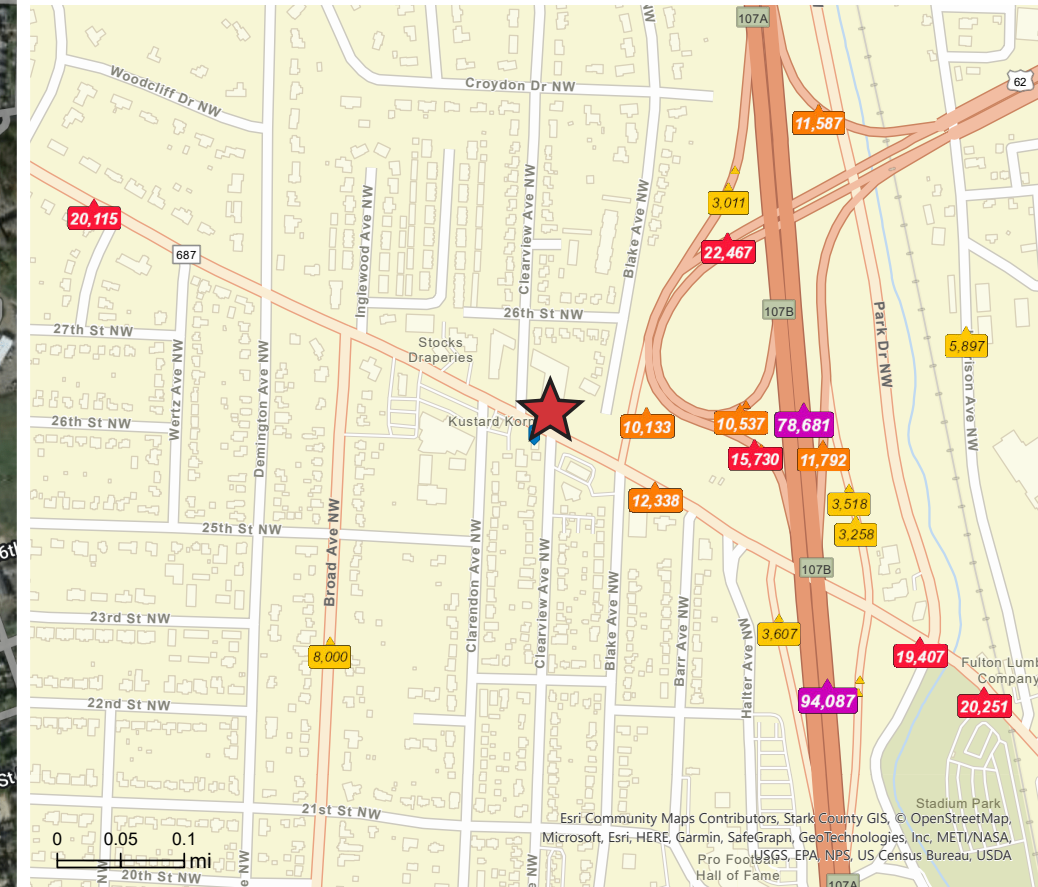 107A
62
Woodcliff Dr NW
Croydon Dr NW
11,587
20,115
3,011
687
22,467
Inglewood Ave NW
Clearview Ave NW
Blake Ave NW
107B
26th St NW
27th St NW
Stocks
Draperies
Park Dr NW
5,897
Wertz Ave NW
Demington Ave NW
26th St NW
Kustard Korn
10,133
10,537
78,681
15,730
11,792
12,338
3,518
3,258
25th St NW
Broad Ave NW
107B
Clarendon Ave NW
Clearview Ave NW
Blake Ave NW
Barr Ave NW
Halter Ave NW
23rd St NW
3,607
8,000
19,407
Fulton Lumb
Company
94,087
20,251
22nd St NW
21st St NW
Stadium Park
0 0.05 0.1
mi
Pro Football
Hall of Fame
20th St NW
107A
Esri Community Maps Contributors, Stark County GIS, © OpenStreetMap,
Microsoft, Esri, HERE, Garmin, SafeGraph, GeoTechnologies, Inc, METI/NASA,
USGS, EPA, NPS, US Census Bureau, USDA